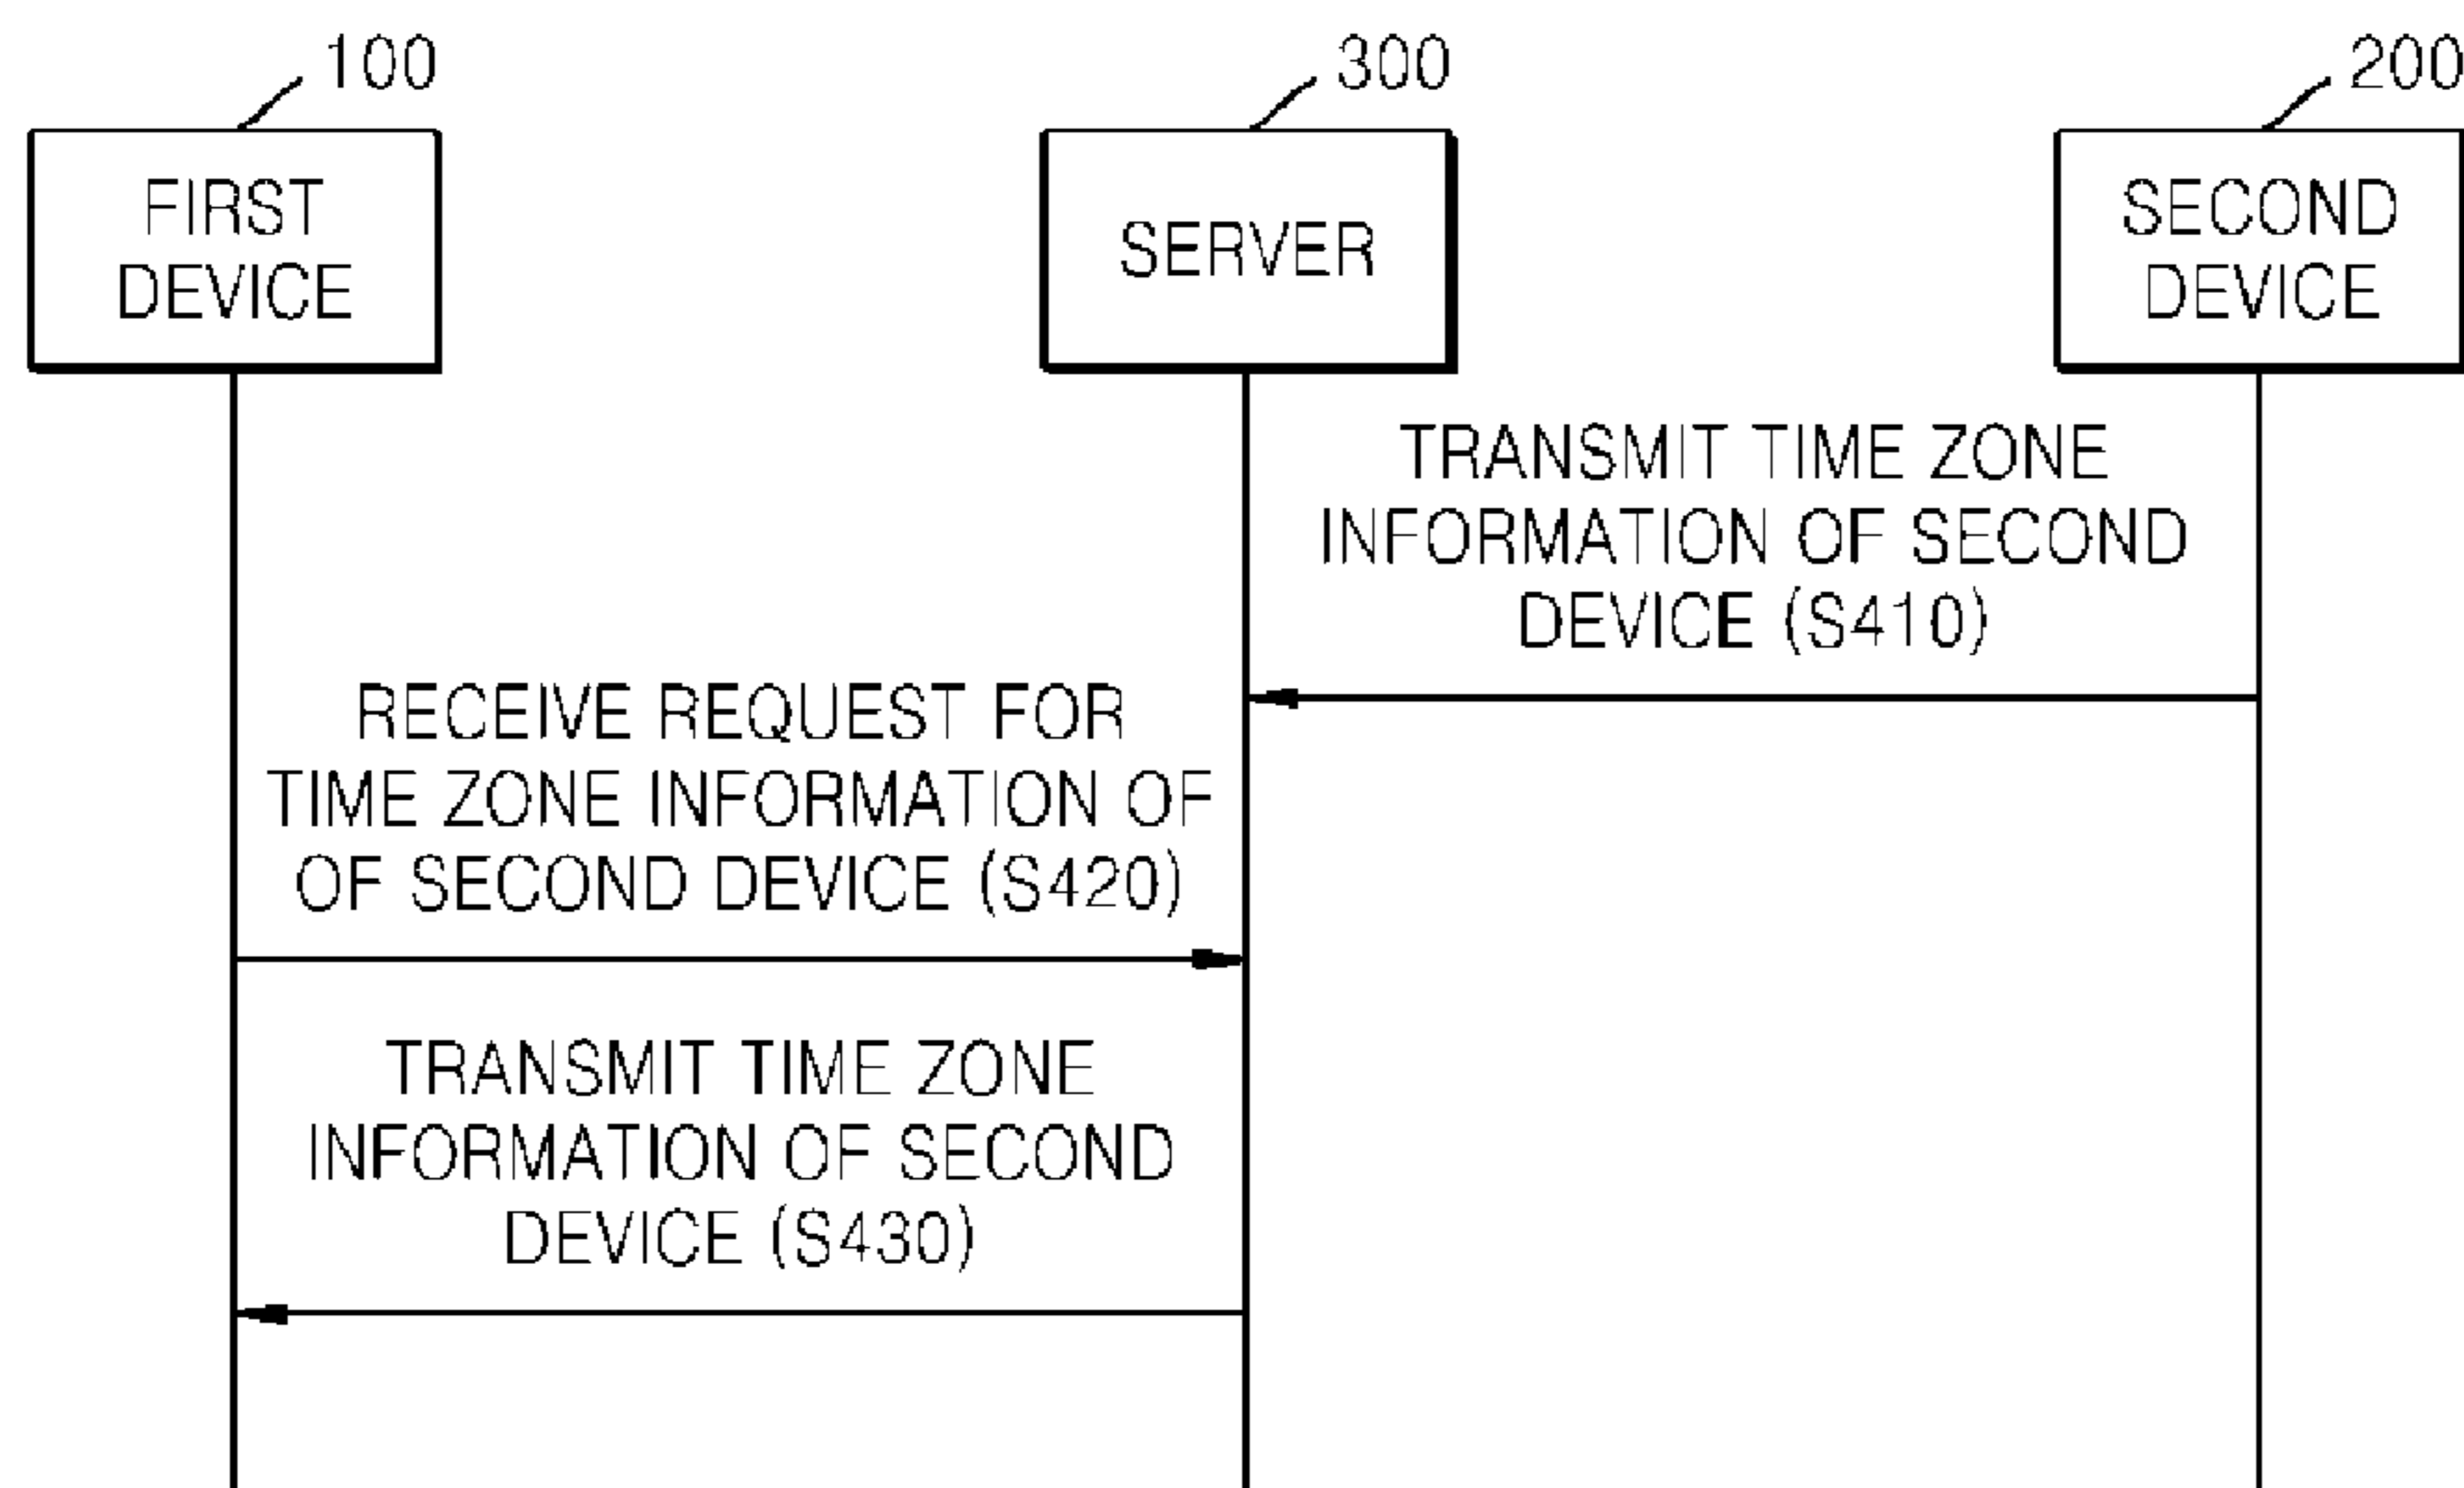 100
300
200
FIRST
DEVICE
SERVER
SECOND
DEVICE
TRANSMIT TIME ZONE
INFORMATION OF SECOND
DEVICE (S410)
RECEIVE REQUEST FOR
TIME ZONE INFORMATION OF
OF SECOND DEVICE (S420)
TRANSMIT TIME ZONE
INFORMATION OF SECOND
DEVICE (S430)